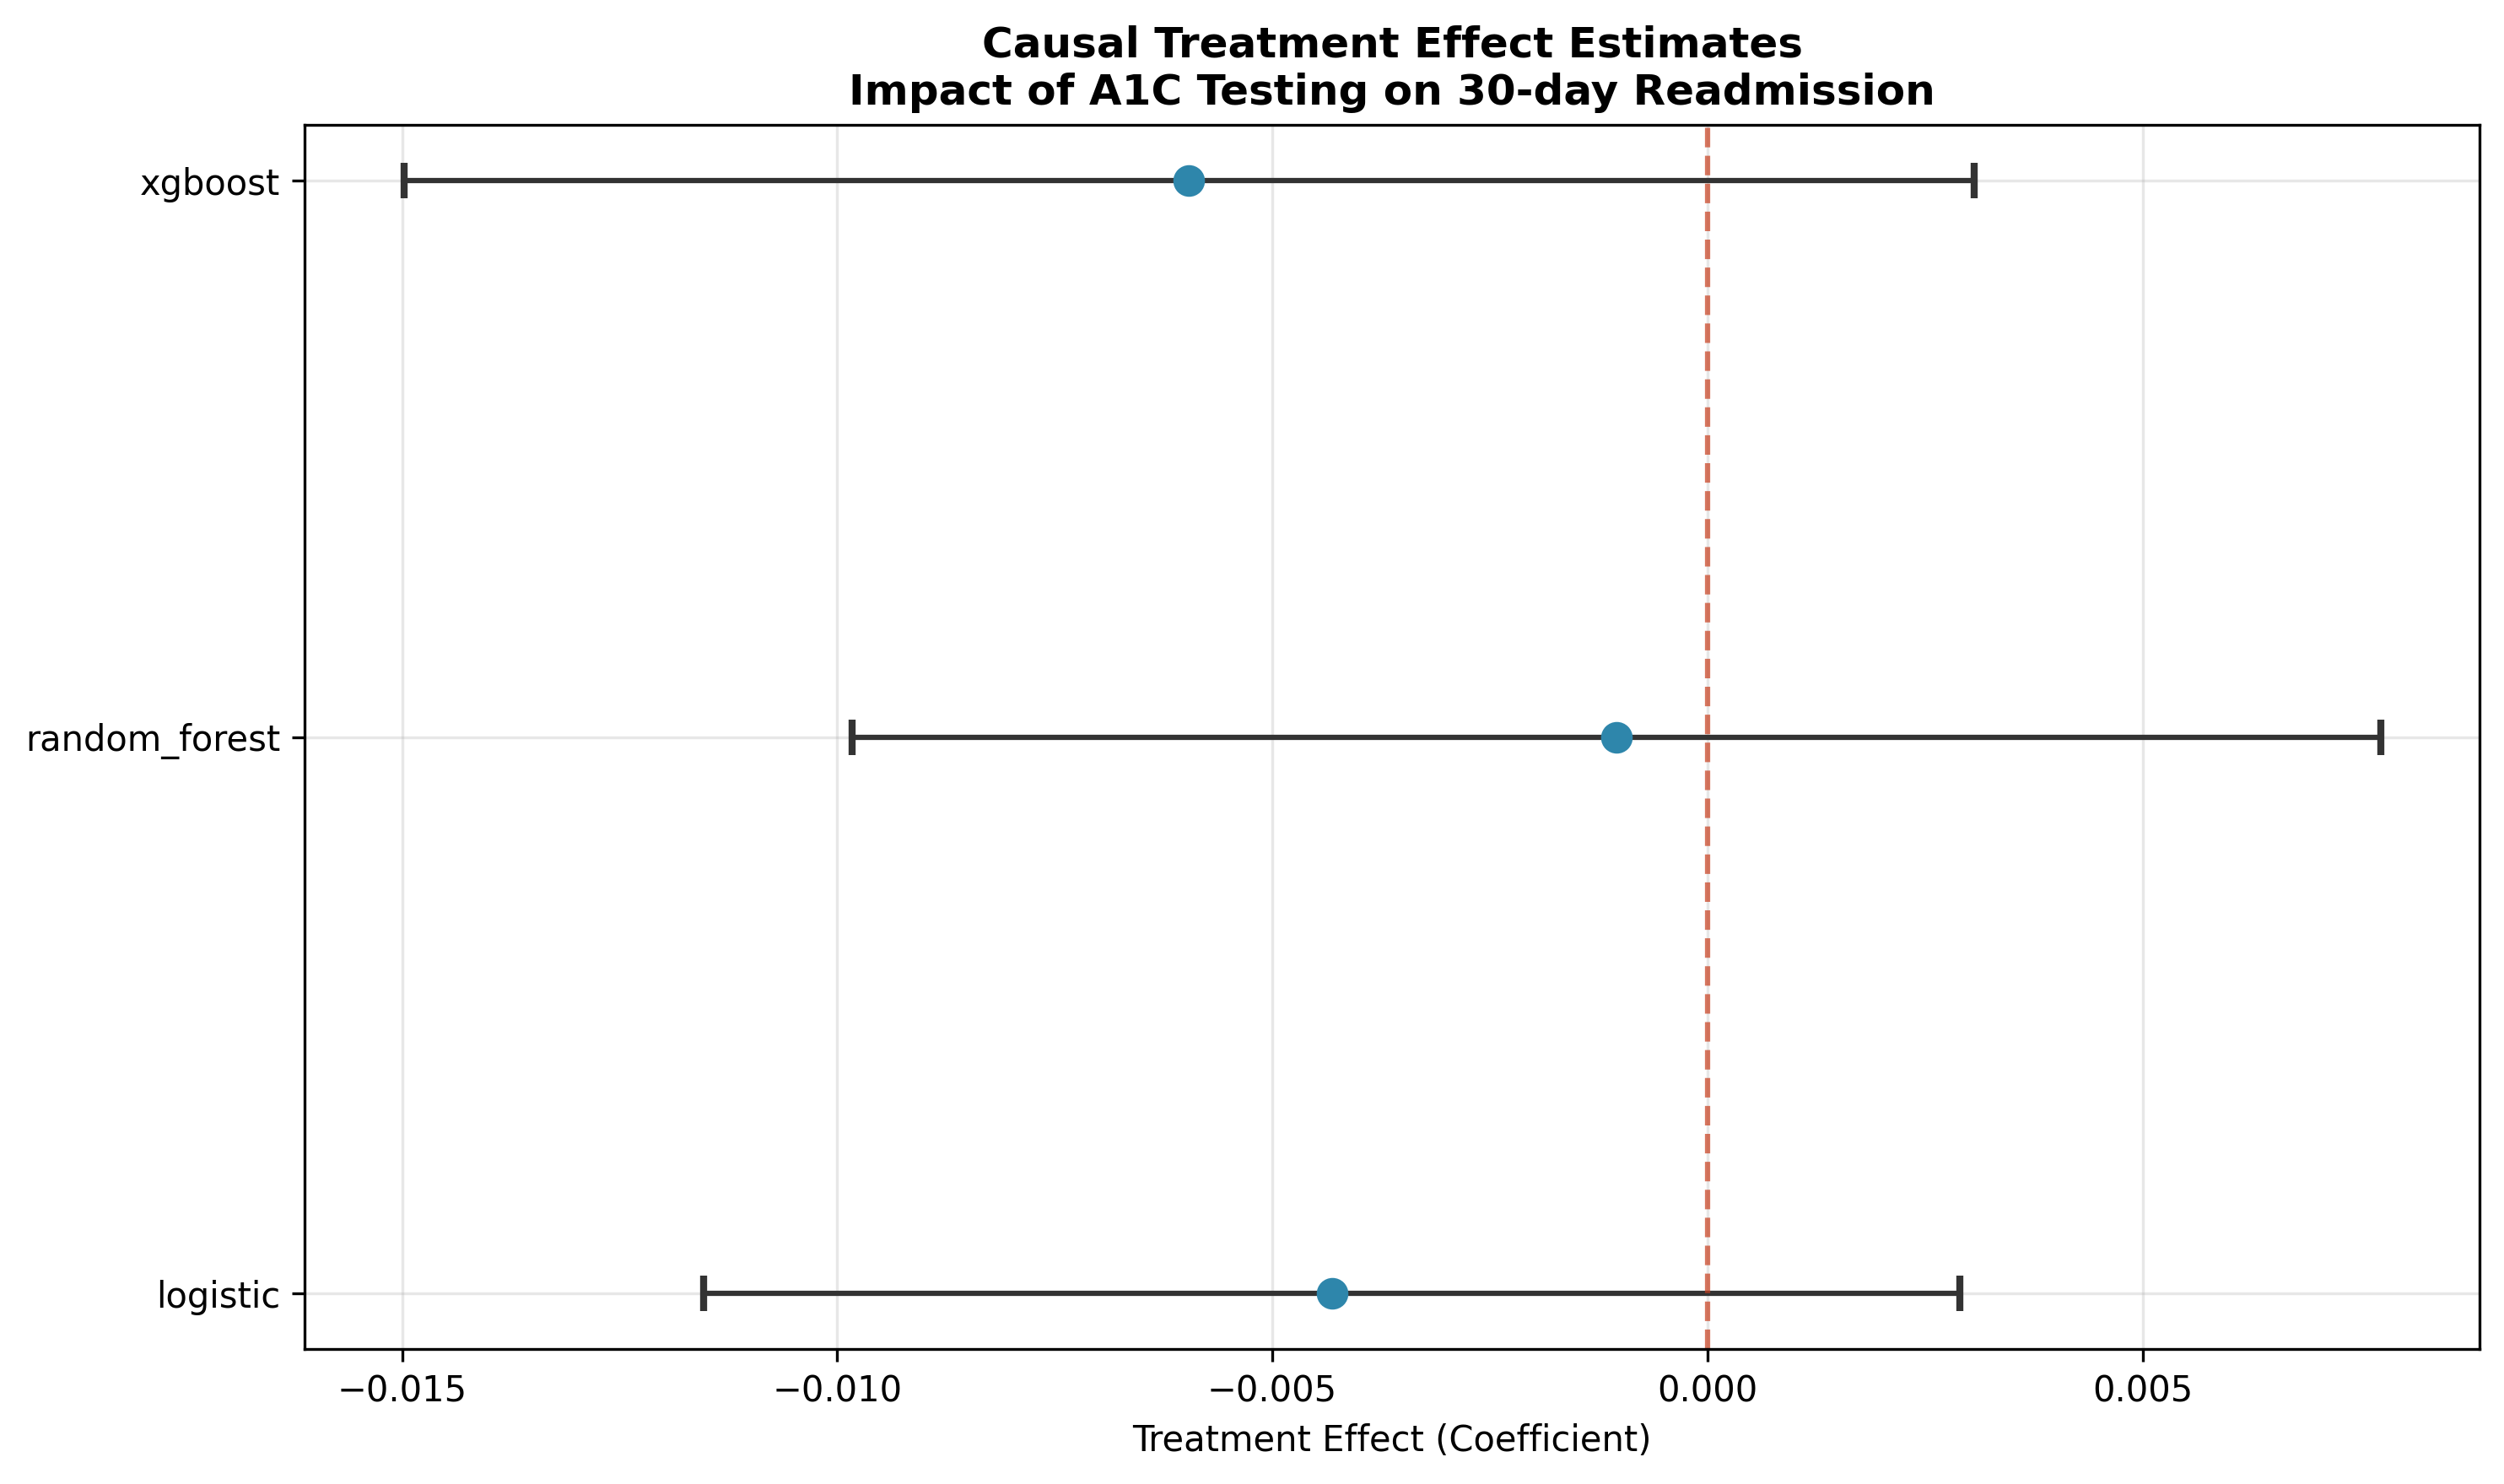 Causal Treatment Effect Estimates
Impact of A1C Testing on 30-day Readmission
xgboost
random_forest
logistic
−0.015 −0.010 −0.005 0.000 0.005
Treatment Effect (Coefficient)